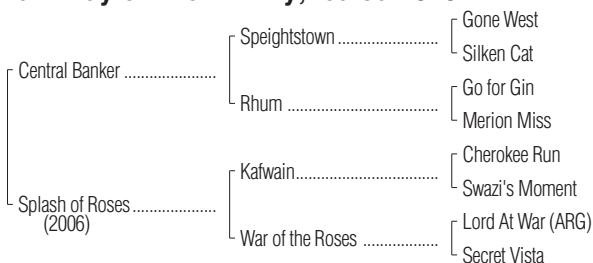 Gone West
Speightstown
Silken Cat
Central Banker
Go for Gin
Rhum
Merion Miss
Cherokee Run
Kafwain
Swazi's Moment
Splash of Roses
(2006)
Lord At War (ARG)
War of the Roses
Secret Vista